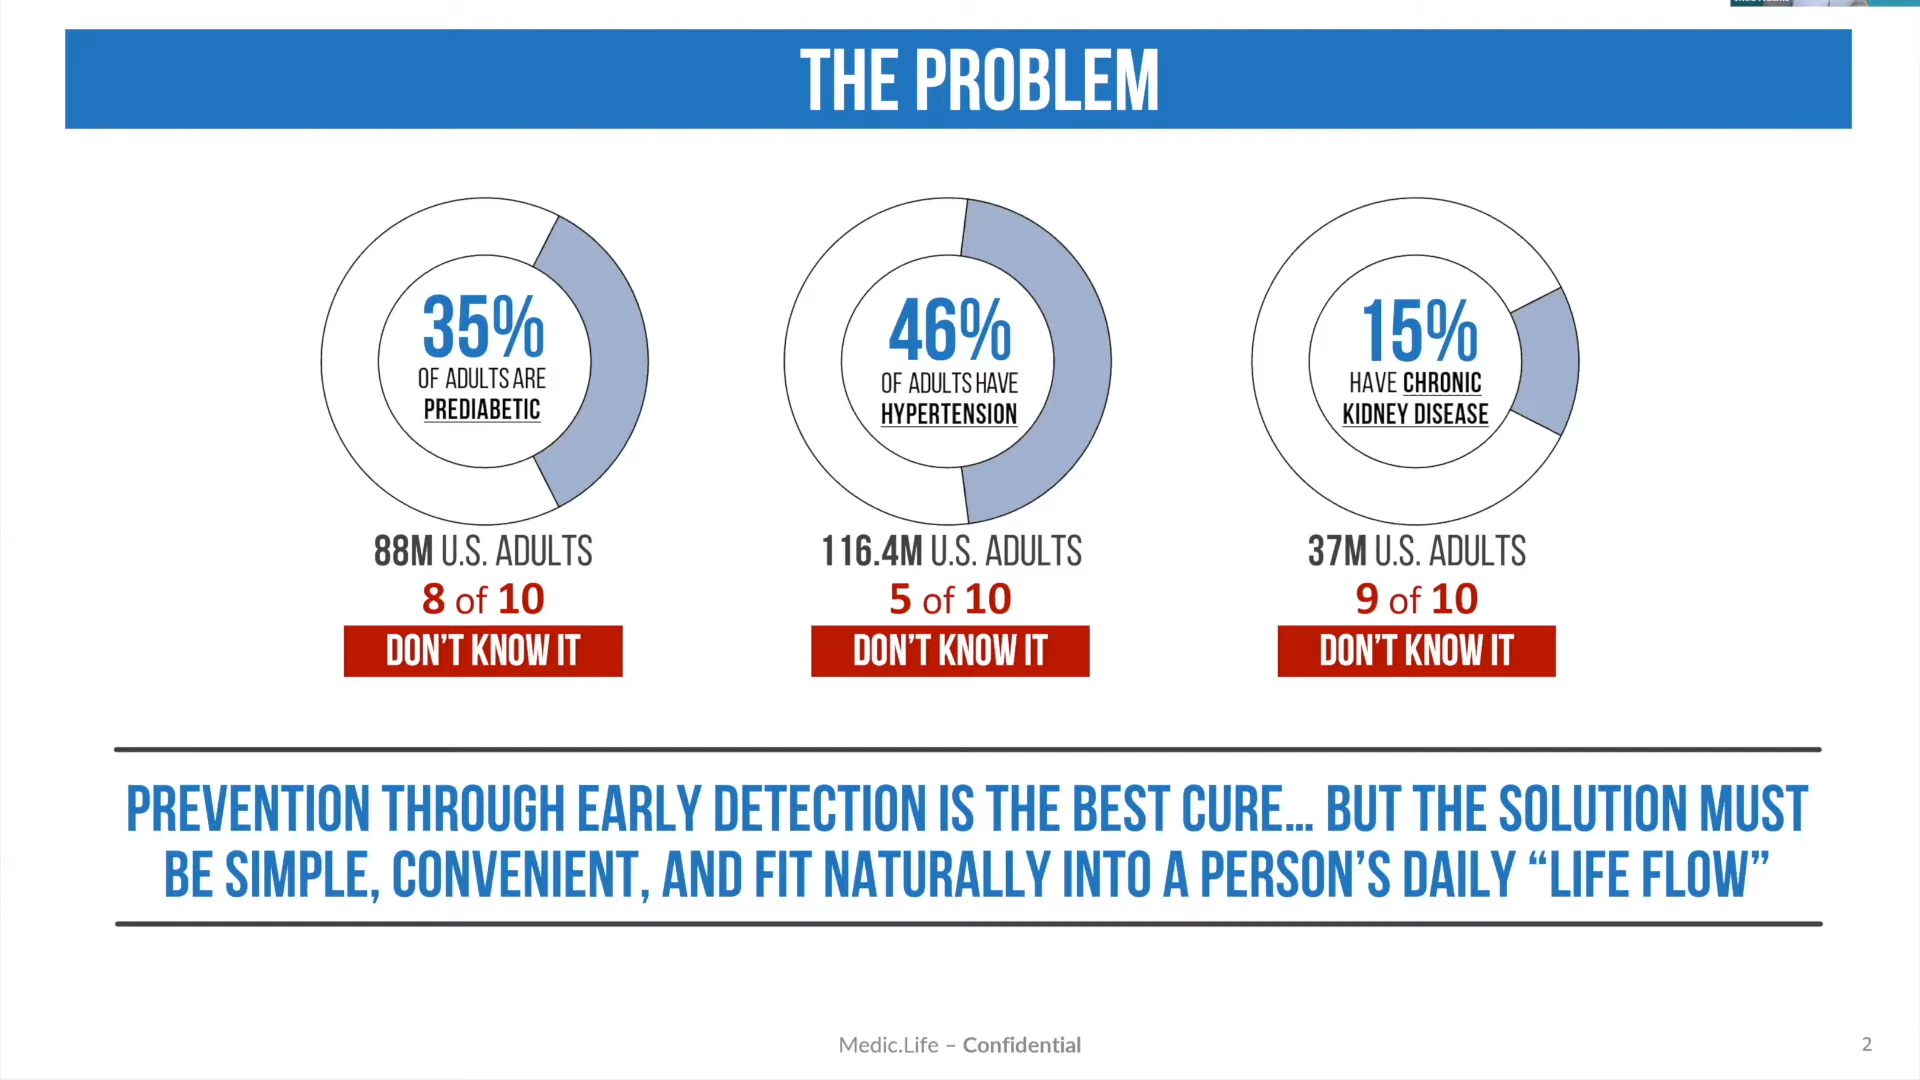 THE PROBLEM
35%
OF ADULTS ARE
PREDIABETIC
88M U.S. ADULTS
8 of 10
DON'T KNOW IT
46%
OF ADULTS HAVE
HYPERTENSION
116.4M U.S. ADULTS
5 of 10
DON'T KNOW IT
15%
HAVE CHRONIC
KIDNEY DISEASE
37M U.S. ADULTS
9 of 10
DON'T KNOW IT
PREVENTION THROUGH EARLY DETECTION IS THE BEST CURE... BUT THE SOLUTION MUST
BE SIMPLE, CONVENIENT, AND FIT NATURALLY INTO A PERSON'S DAILY “LIFE FLOW”
Medic.Life – Confidential
2